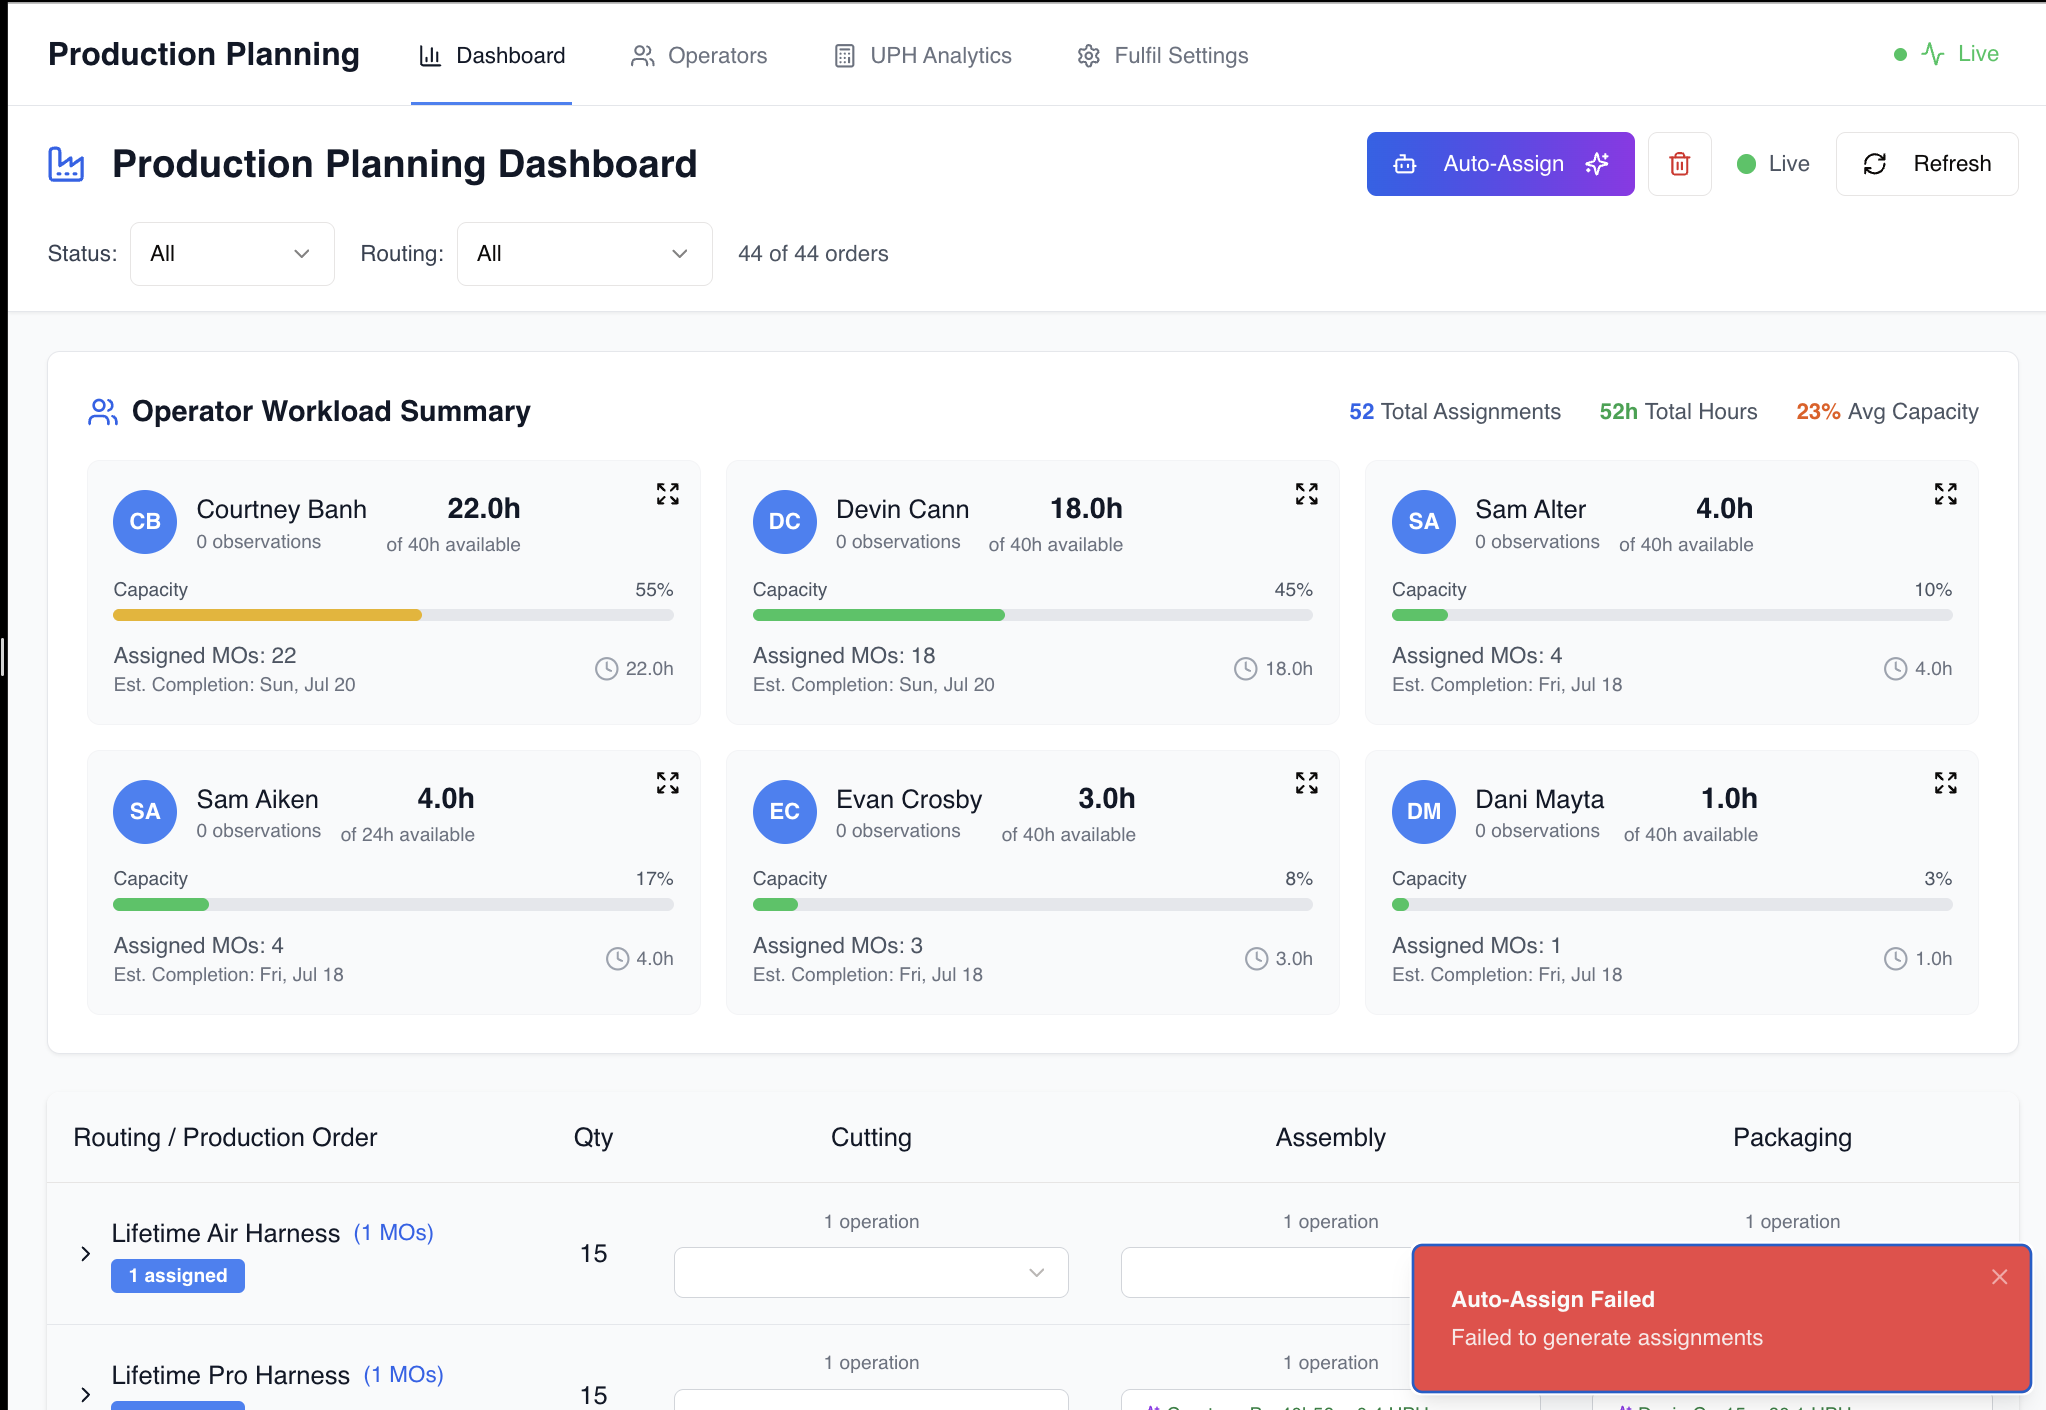 Production Planning
Dashboard
Operators
UPH Analytics
Fulfil Settings
Live
Production Planning Dashboard
Auto-Assign
Live
Refresh
Status: All
Routing: All
44 of 44 orders
Operator Workload Summary
52 Total Assignments
52h Total Hours
23% Avg Capacity
CB
Courtney Banh
22.0h
0 observations
of 40h available
Capacity 55%
Assigned MOs: 22
22.0h
Est. Completion: Sun, Jul 20
DC
Devin Cann
18.0h
0 observations
of 40h available
Capacity 45%
Assigned MOs: 18
18.0h
Est. Completion: Sun, Jul 20
SA
Sam Alter
4.0h
0 observations
of 40h available
Capacity 10%
Assigned MOs: 4
4.0h
Est. Completion: Fri, Jul 18
SA
Sam Aiken
4.0h
0 observations
of 24h available
Capacity 17%
Assigned MOs: 4
4.0h
Est. Completion: Fri, Jul 18
EC
Evan Crosby
3.0h
0 observations
of 40h available
Capacity 8%
Assigned MOs: 3
3.0h
Est. Completion: Fri, Jul 18
DM
Dani Mayta
1.0h
0 observations
of 40h available
Capacity 3%
Assigned MOs: 1
1.0h
Est. Completion: Fri, Jul 18
Routing / Production Order
Qty
Cutting
Assembly
Packaging
Lifetime Air Harness (1 MOs)
1 assigned
15
1 operation
1 operation
1 operation
Lifetime Pro Harness (1 MOs)
15
1 operation
1 operation
Auto-Assign Failed
Failed to generate assignments